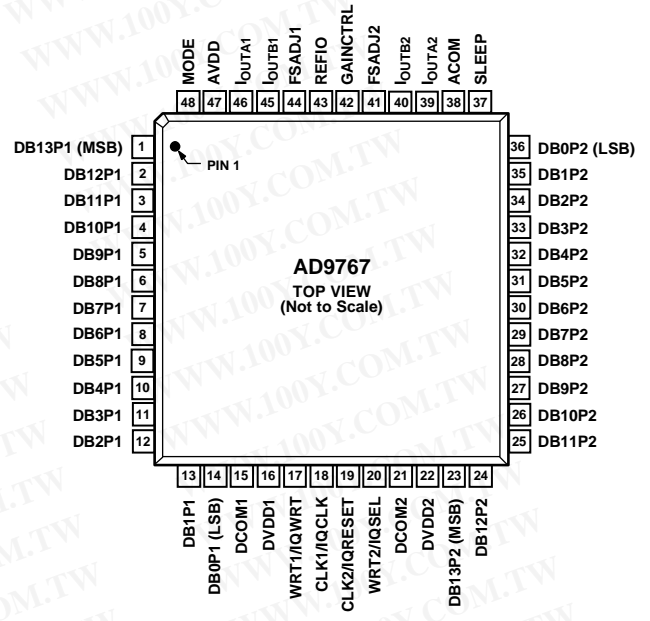 MODE
AVDD
IOUTA1
IOUTB1
FSADJ1
REFIO
GAINCTRL
FSADJ2
IOUTB2
IOUTA2
ACOM
SLEEP
48 47 46 45 44 43 42 41 40 39 38 37
DB13P1 (MSB) 1
DB12P1 2
DB11P1 3
DB10P1 4
DB9P1 5
DB8P1 6
DB7P1 7
DB6P1 8
DB5P1 9
DB4P1 10
DB3P1 11
DB2P1 12
PIN 1
AD9767
TOP VIEW
(Not to Scale)
36 DB0P2 (LSB)
35 DB1P2
34 DB2P2
33 DB3P2
32 DB4P2
31 DB5P2
30 DB6P2
29 DB7P2
28 DB8P2
27 DB9P2
26 DB10P2
25 DB11P2
13 14 15 16 17 18 19 20 21 22 23 24
DB1P1
DB0P1 (LSB)
DCOM1
DVDD1
WRT1/IQWRT
CLK1/IQCLK
CLK2/IQRESET
WRT2/IQSEL
DCOM2
DVDD2
DB13P2 (MSB)
DB12P2
WWW.100Y.COM.TW